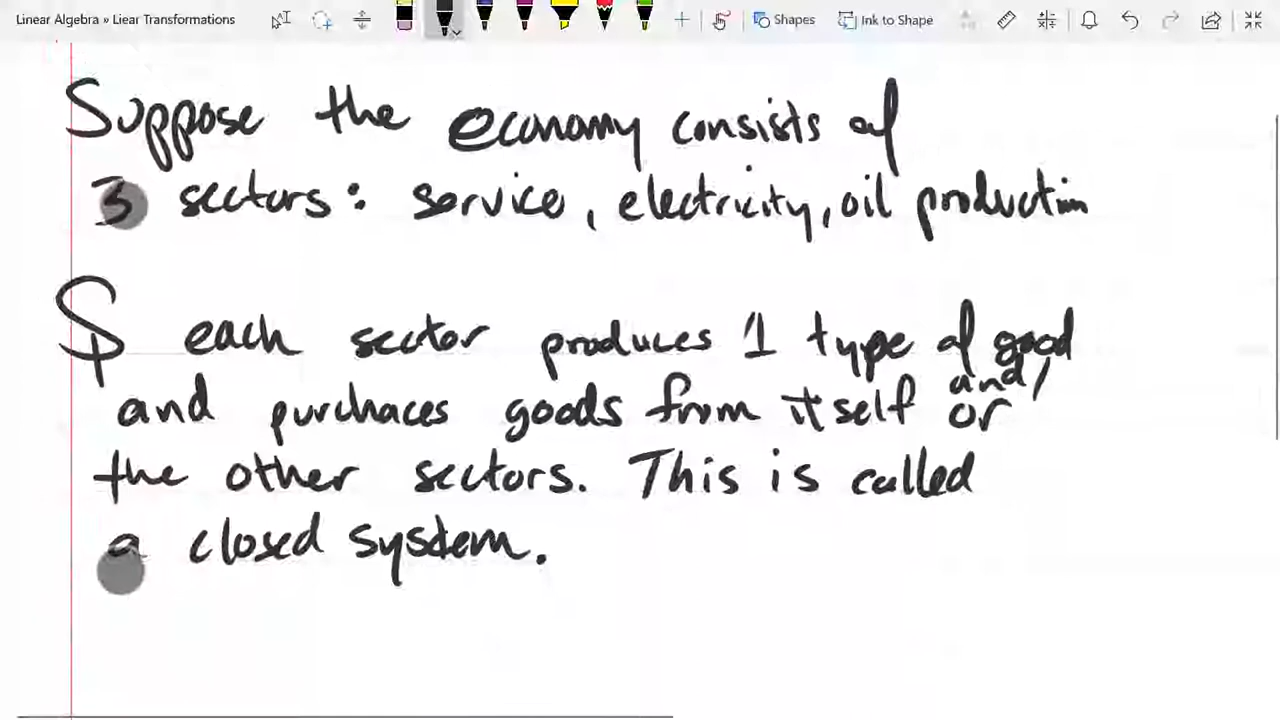 Linear Algebra » Liear Transformations
Shapes
Ink to Shape
Suppose the economy consists of
3 sectors: service, electricity, oil production
$ each sector produces 1 type of good
and purchaces goods from itself and/or
the other sectors. This is called
a closed system.